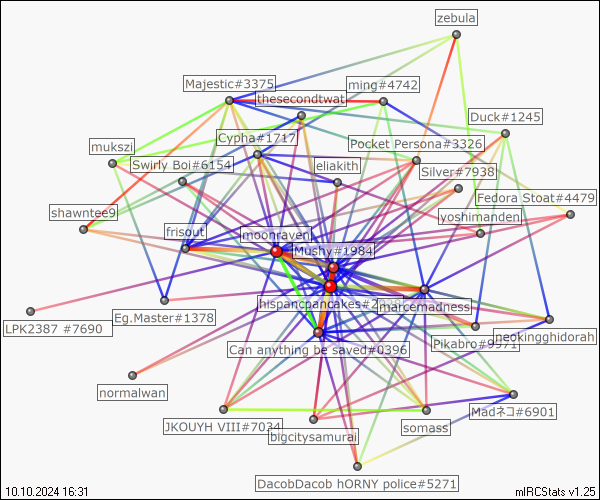 zebula
Majestic#3375
ming#4742
thesecondtwat
Duck#1245
Cypha#1717
Pocket Persona#3326
mukszi
Swirly Boi#6154
eliakith
Silver#7938
Fedora Stoat#4479
shawntee9
yoshimanden
frisout
moonraven
Mushy#1984
hispancpancakes#2
marcemadness
LPK2387 #7690
Eg.Master#1378
Pikabro#9571
neokingghidorah
Can anything be saved#0396
normalwan
Madネコ#6901
JKOUYH VIII#7034
somass
bigcitysamurai
DacobDacob hORNY police#5271
10.10.2024 16:31
mIRCStats v1.25